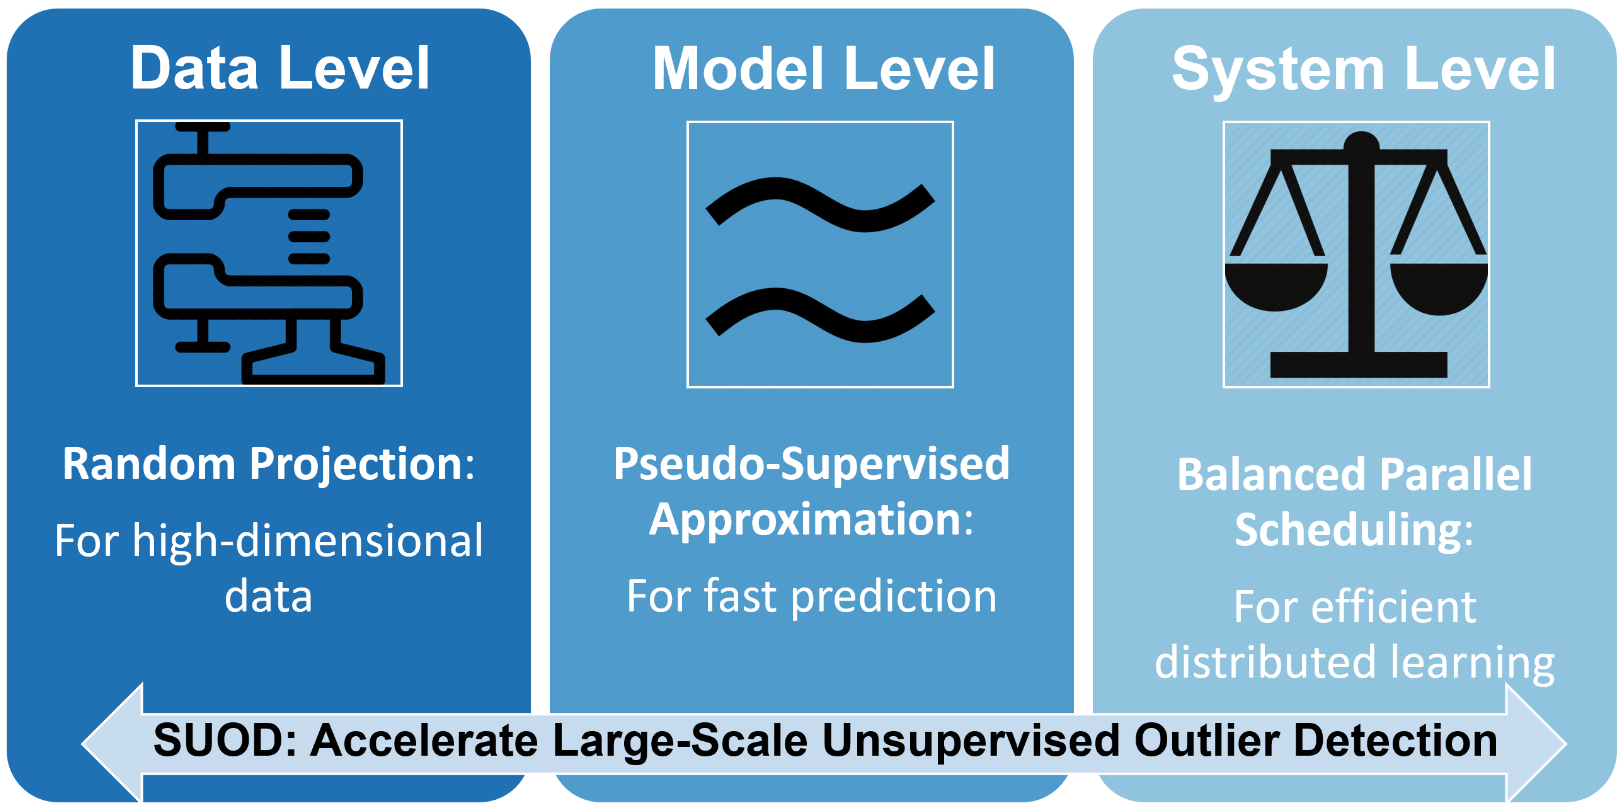 Data Level
Random Projection:
For high-dimensional
data
Model Level
Pseudo-Supervised
Approximation:
For fast prediction
System Level
Balanced Parallel
Scheduling:
For efficient
distributed learning
SUOD: Accelerate Large-Scale Unsupervised Outlier Detection